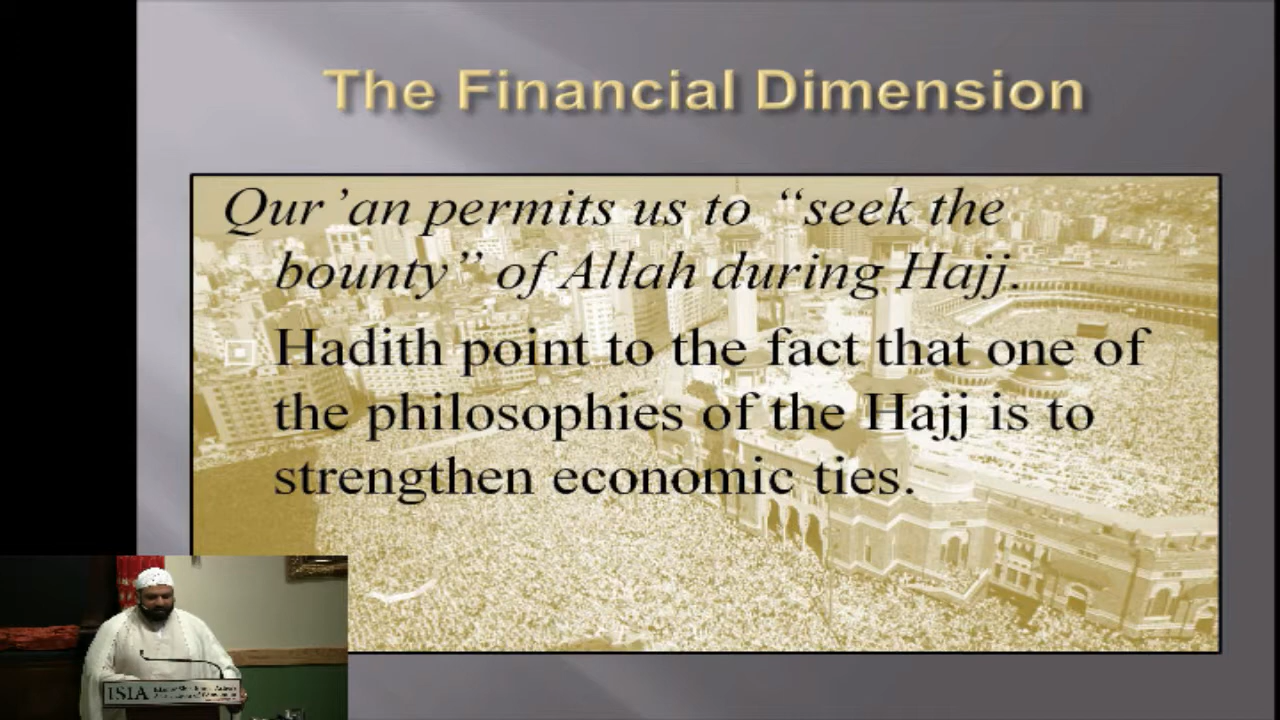 The Financial Dimension
Qur'an permits us to “seek the
bounty” of Allah during Hajj.
Hadith point to the fact that one of
the philosophies of the Hajj is to
strengthen economic ties.
ISIA